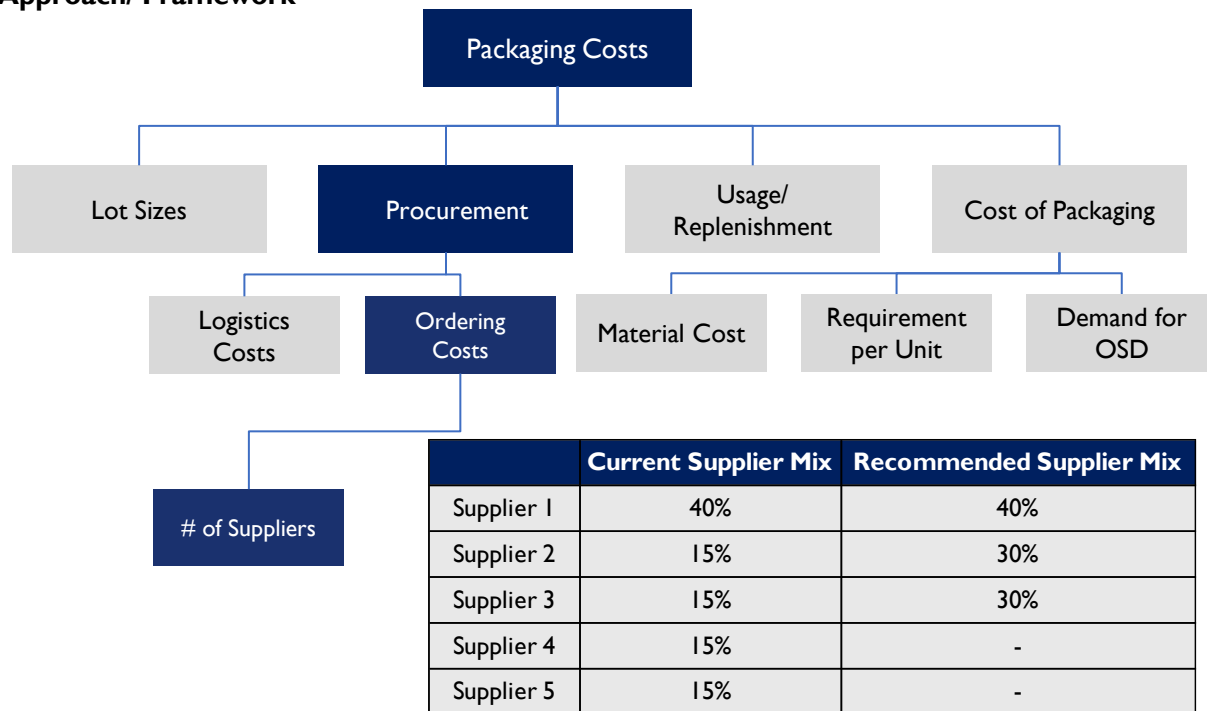 Approach/ Framework
Packaging Costs
Lot Sizes
Procurement
Usage/
Replenishment
Cost of Packaging
Logistics
Costs
Ordering
Costs
Material Cost
Requirement
per Unit
Demand for
OSD
# of Suppliers
Current Supplier Mix Recommended Supplier Mix
Supplier 1 40% 40%
Supplier 2 15% 30%
Supplier 3 15% 30%
Supplier 4 15% -
Supplier 5 15% -